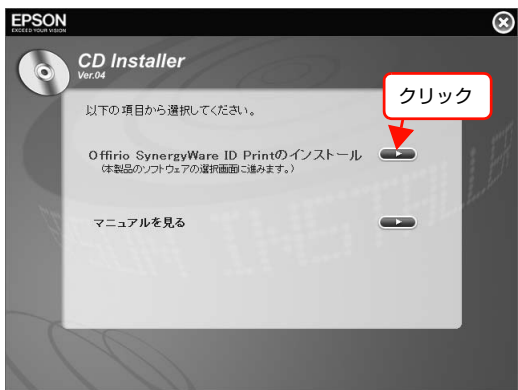 EPSON
EXCEED YOUR VISION
CD Installer
Ver.04
クリック
以下の項目から選択してください。
Offirio SynergyWare ID Printのインストール
(本製品のソフトウェアの選択画面に進みます。)
マニュアルを見る